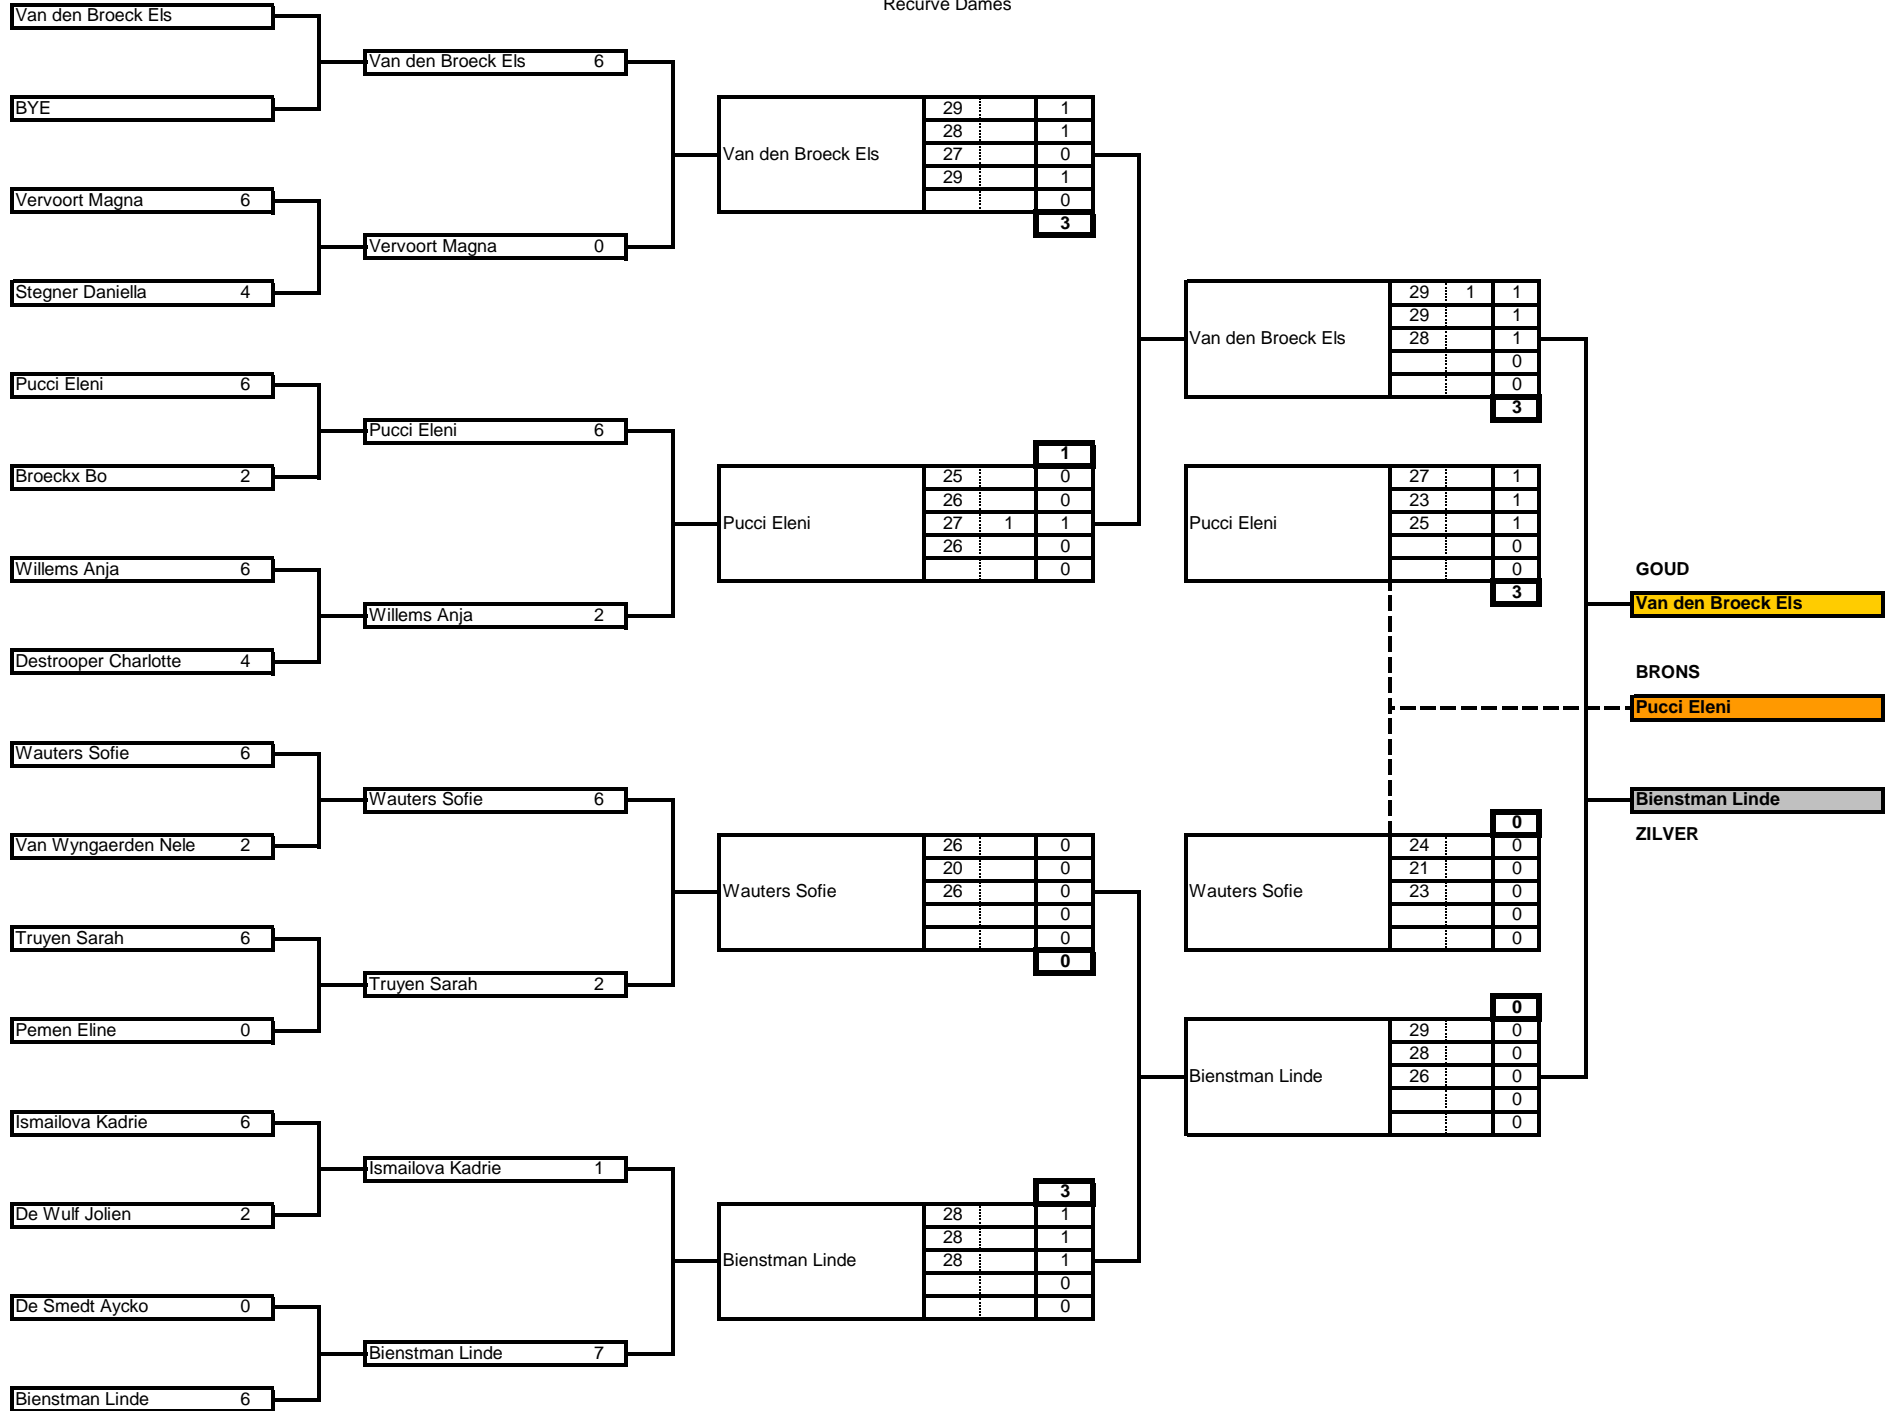 Recurve Dames
Van den Broeck Els
BYE
Vervoort Magna 6
Stegner Daniella 4
Pucci Eleni 6
Broeckx Bo 2
Willems Anja 6
Destrooper Charlotte 4
Wauters Sofie 6
Van Wyngaerden Nele 2
Truyen Sarah 6
Pemen Eline 0
Ismailova Kadrie 6
De Wulf Jolien 2
De Smedt Aycko 0
Bienstman Linde 6
Van den Broeck Els 6
Vervoort Magna 0
Pucci Eleni 6
Willems Anja 2
Wauters Sofie 6
Truyen Sarah 2
Ismailova Kadrie 1
Bienstman Linde 7
Van den Broeck Els
29 1
28 1
27 0
29 1
0
3
1
Pucci Eleni
25 0
26 0
27 1 1
26 0
0
Wauters Sofie
26 0
20 0
26 0
0
0
0
3
Bienstman Linde
28 1
28 1
28 1
0
0
Van den Broeck Els
29 1 1
29 1
28 1
0
0
3
Pucci Eleni
27 1
23 1
25 1
0
0
3
0
Wauters Sofie
24 0
21 0
23 0
0
0
0
Bienstman Linde
29 0
28 0
26 0
0
0
GOUD
Van den Broeck Els
BRONS
Pucci Eleni
Bienstman Linde
ZILVER